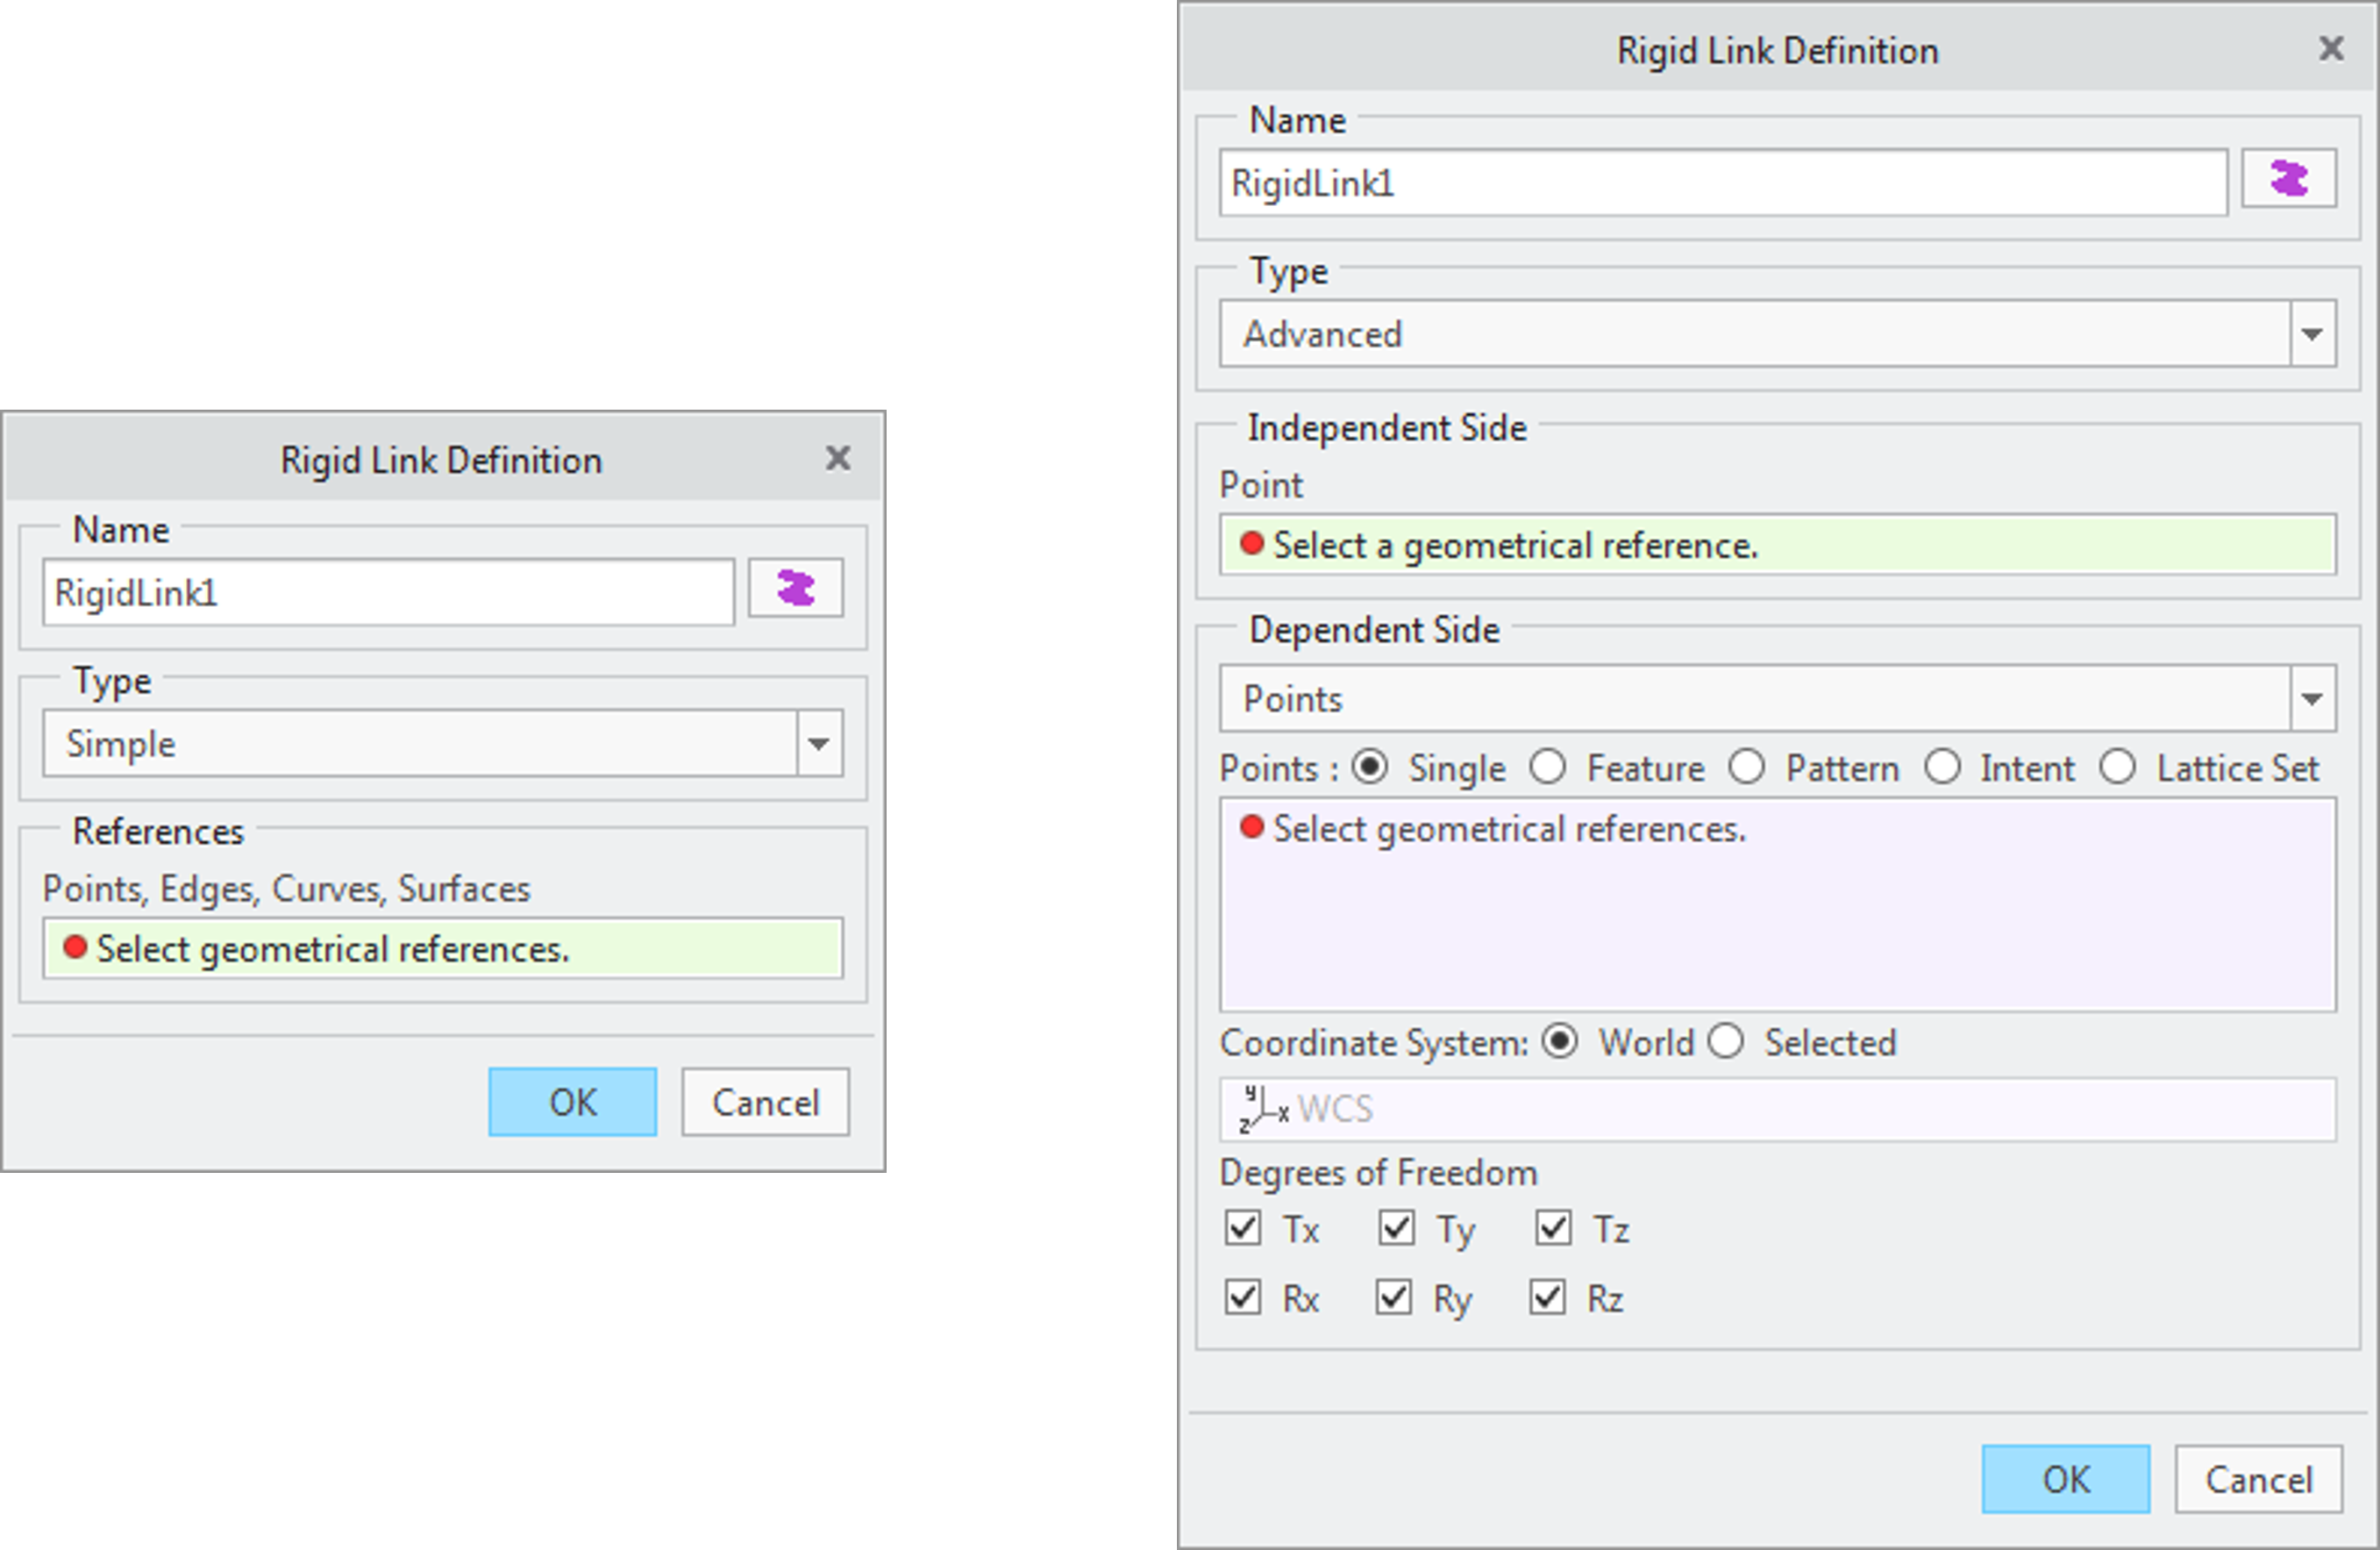 Rigid Link Definition
Name
RigidLink1
Type
Simple
References
Points, Edges, Curves, Surfaces
Select geometrical references.
OK Cancel
Rigid Link Definition
Name
RigidLink1
Type
Advanced
Independent Side
Point
Select a geometrical reference.
Dependent Side
Points
Points : Single Feature Pattern Intent Lattice Set
Select geometrical references.
Coordinate System: World Selected
y x z WCS
Degrees of Freedom
Tx Ty Tz
Rx Ry Rz
OK Cancel